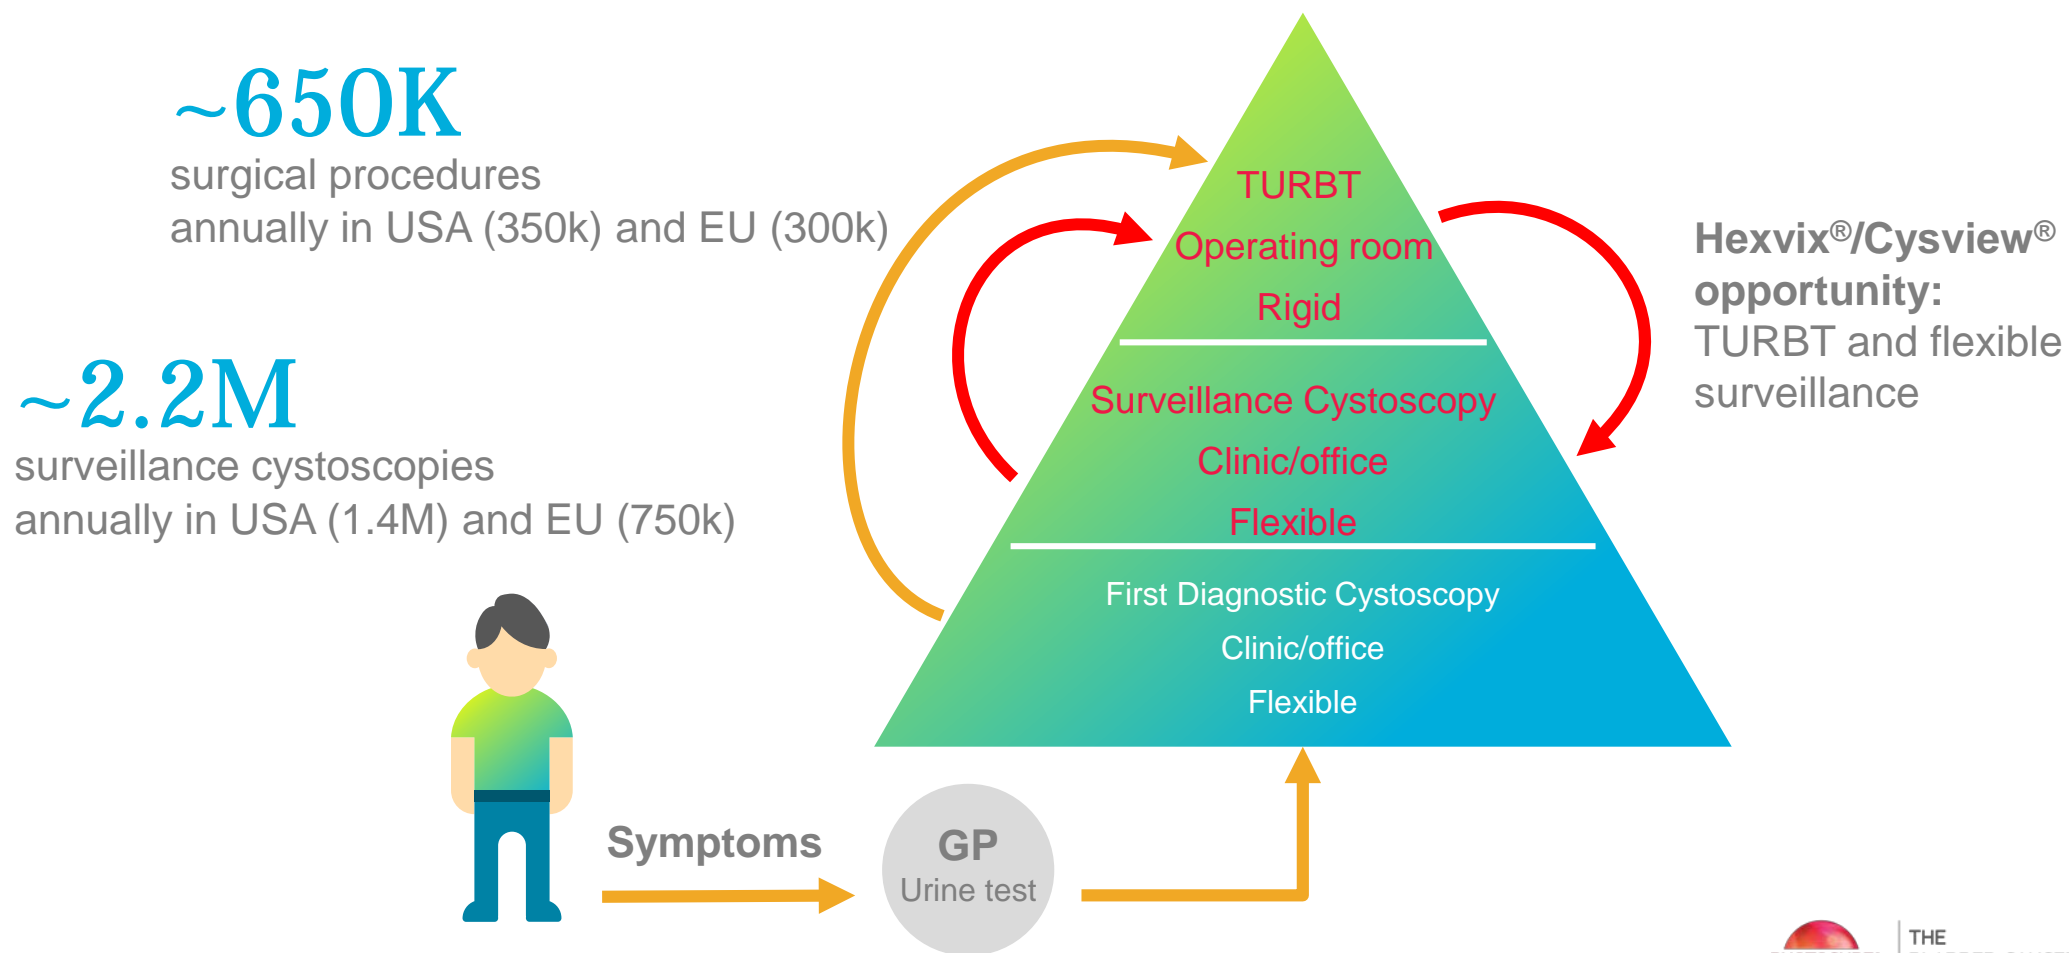 ~650K
surgical procedures
annually in USA (350k) and EU (300k)
~2.2M
surveillance cystoscopies
annually in USA (1.4M) and EU (750k)
TURBT
Operating room
Rigid
Surveillance Cystoscopy
Clinic/office
Flexible
First Diagnostic Cystoscopy
Clinic/office
Flexible
Hexvix®/Cysview®
opportunity:
TURBT and flexible
surveillance
Symptoms
GP
Urine test
THE